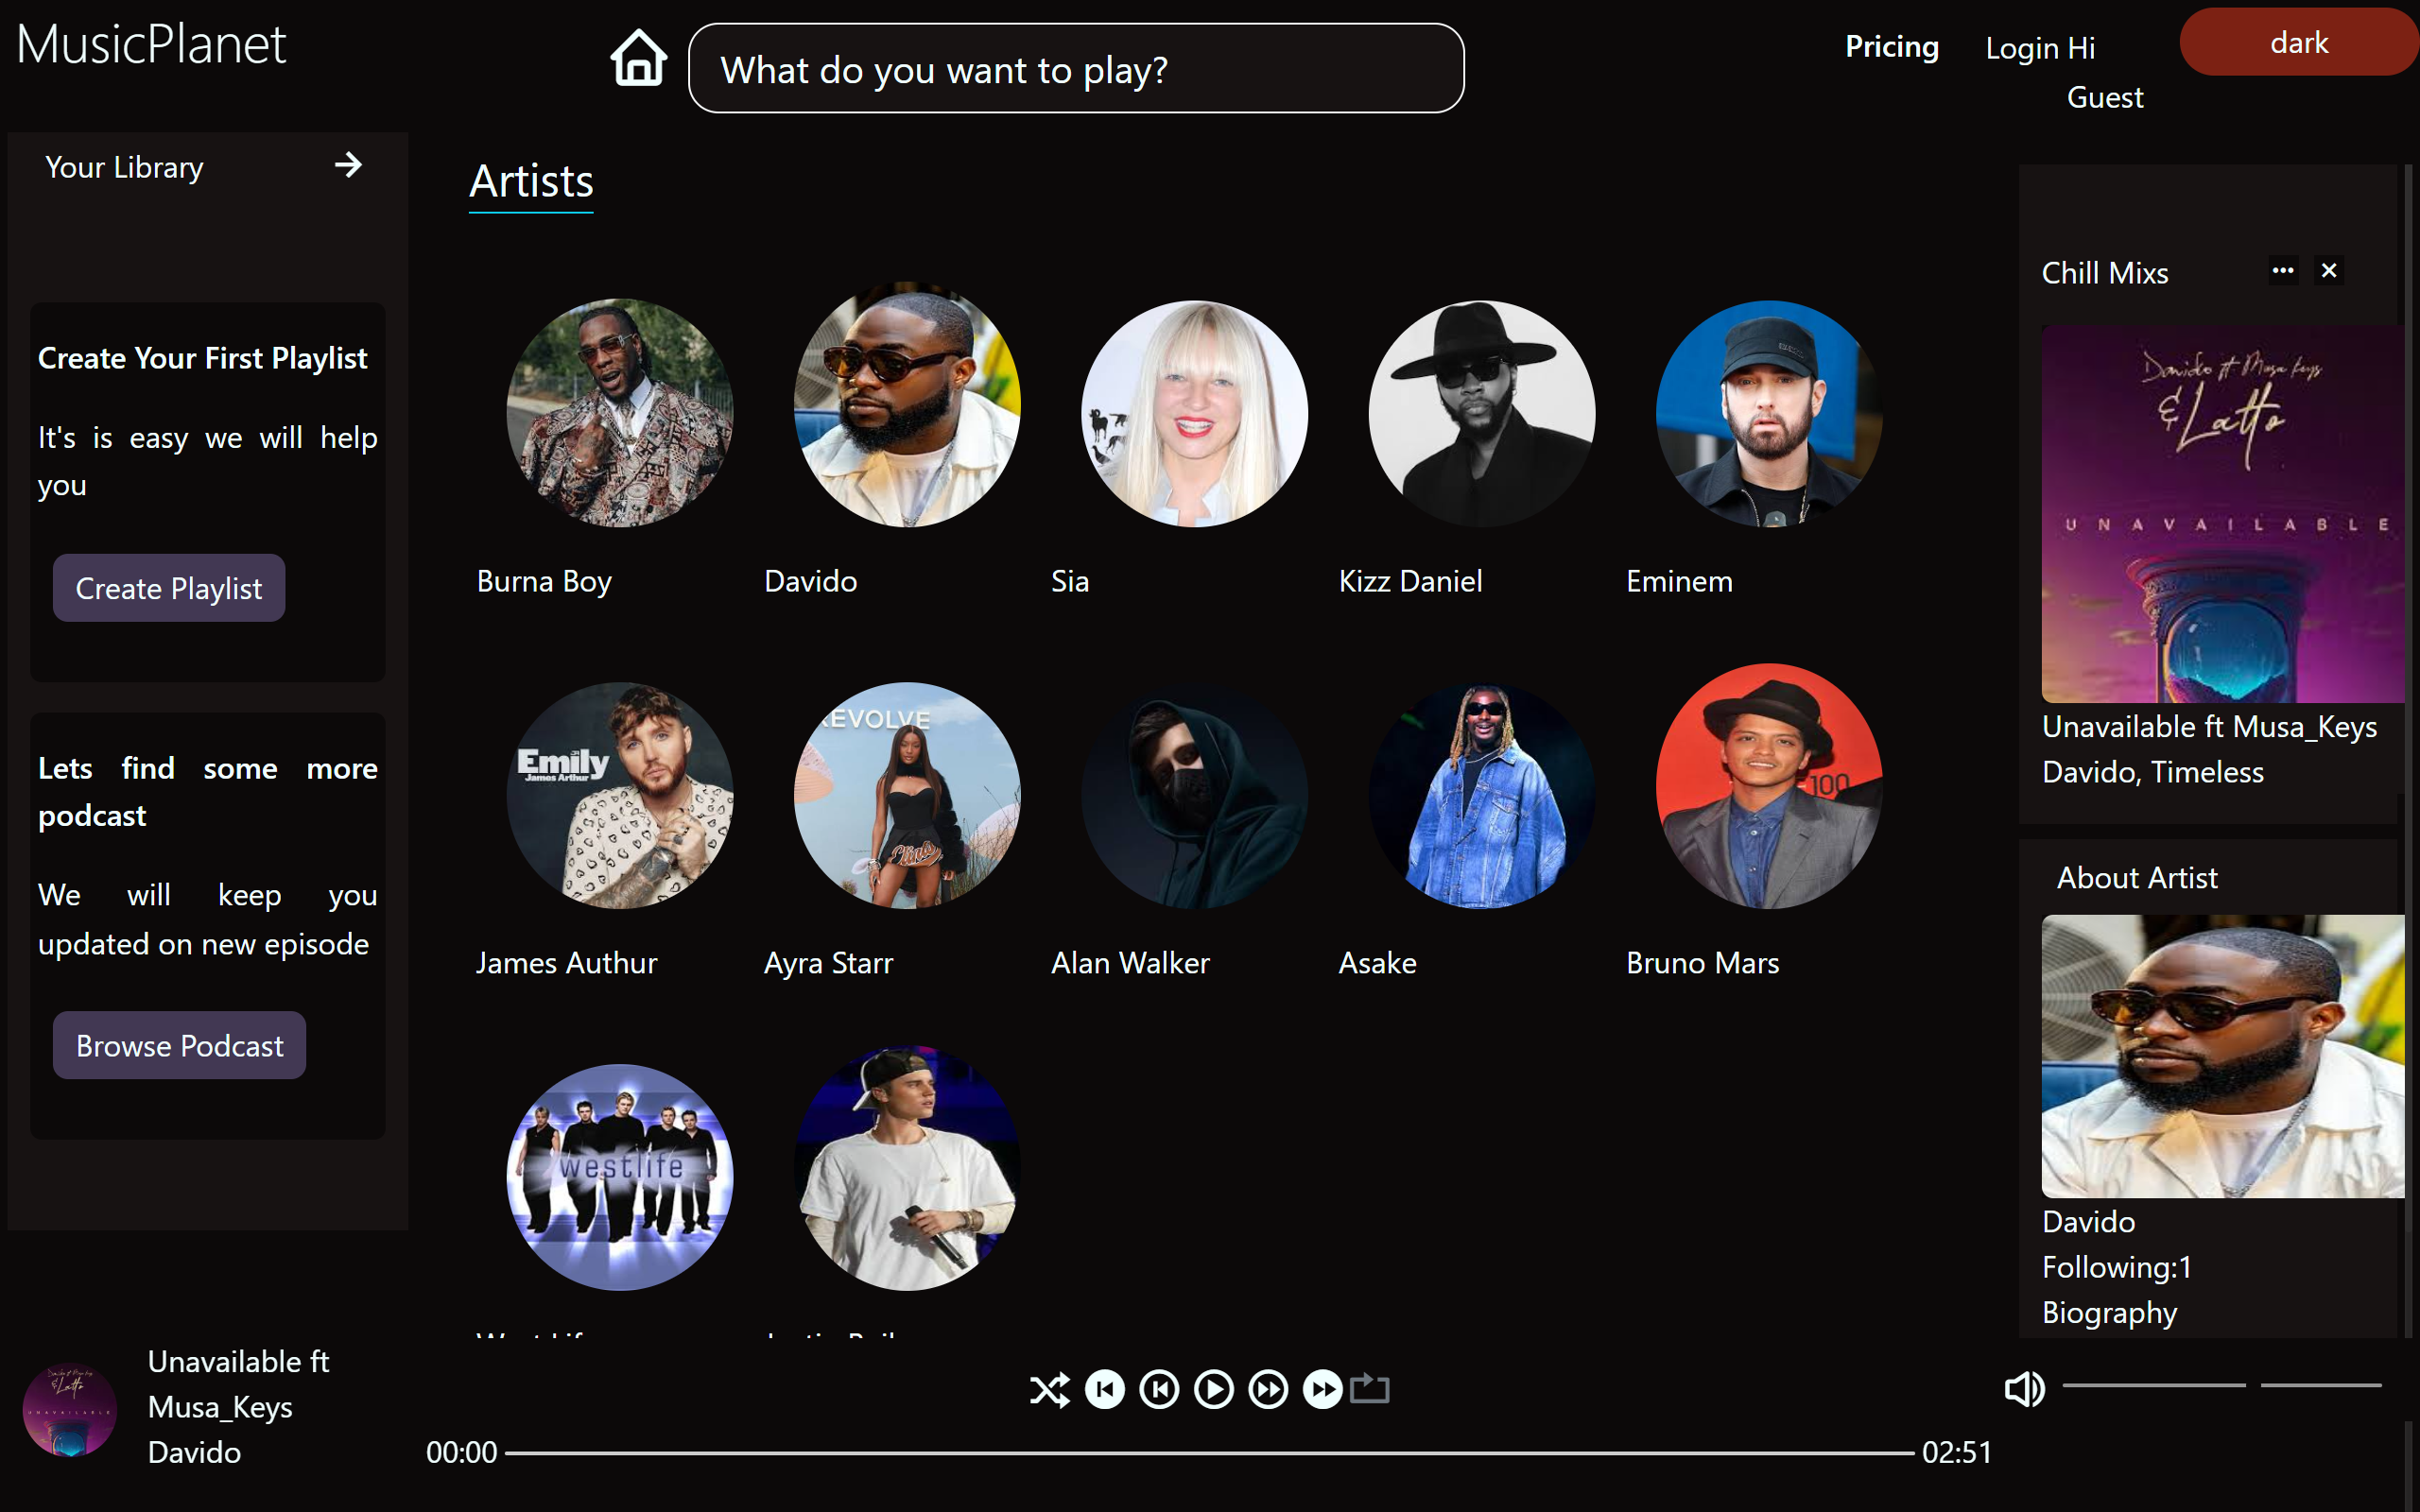 MusicPlanet
What do you want to play?
Pricing
Login
Hi
Guest
dark
Your Library
Create Your First Playlist
It's is easy we will help
you
Create Playlist
Lets find some more
podcast
We will keep you
updated on new episode
Browse Podcast
Artists
Burna Boy
Davido
Sia
Kizz Daniel
Eminem
Emily
James Arthur
REVOLVE
100
James Authur
Ayra Starr
Alan Walker
Asake
Bruno Mars
westlife
Chill Mixs
Davido ft Musa keys
& Latto
UNAVAILABLE
Unavailable ft Musa_Keys
Davido, Timeless
About Artist
Davido
Following:1
Biography
Unavailable ft
Musa_Keys
Davido
00:00
02:51